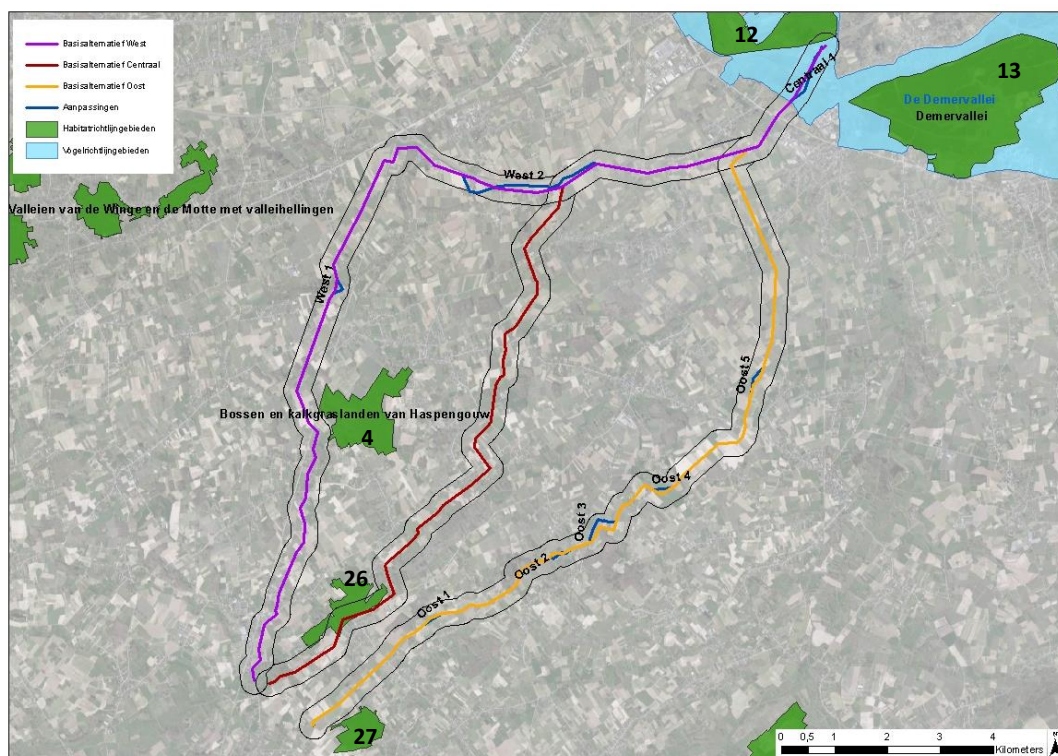 Basisalternatief West
Basisalternatief Centraal
Basisalternatief Oost
Aanpassingen
Habitatrichtlijngebieden
Vogelrichtlijngebieden
12
13
Centraal 1
De Demervallei
Demervallei
West 2
Valleien van de Winge en de Motte met valleihellingen
West 1
Oost 5
Bossen en kalkgraslanden van Haspengouw
4
Oost 4
Oost 3
Oost 2
26
Oost 1
27
0 0,5 1 2 3 4
Kilometers